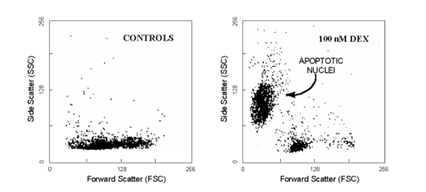 256
CONTROLS
Side Scatter (SSC)
128
0
0
128
256
Forward Scatter (FSC)
256
100 nM DEX
APOPTOTIC
NUCLEI
Side Scatter (SSC)
128
0
0
128
256
Forward Scatter (FSC)